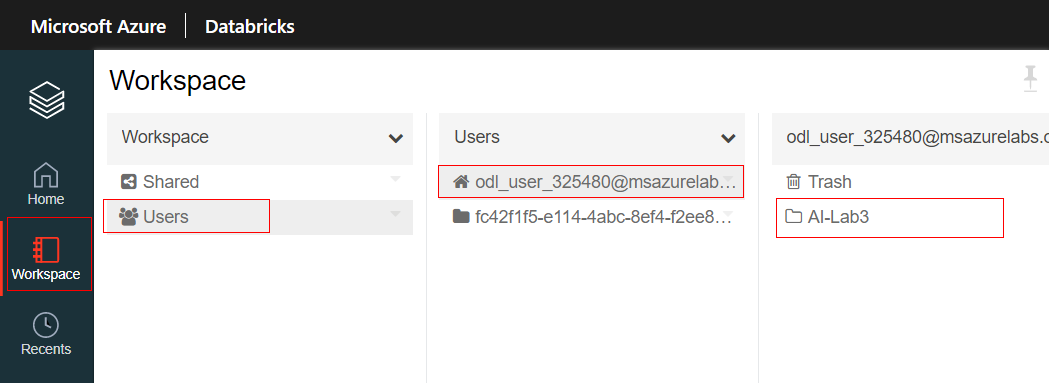 Microsoft Azure Databricks
Home
Workspace
Recents
Workspace
Workspace
Shared
Users
Users
odl_user_325480@msazurelab...
fc42f1f5-e114-4abc-8ef4-f2ee8...
odl_user_325480@msazurelabs.c
Trash
AI-Lab3